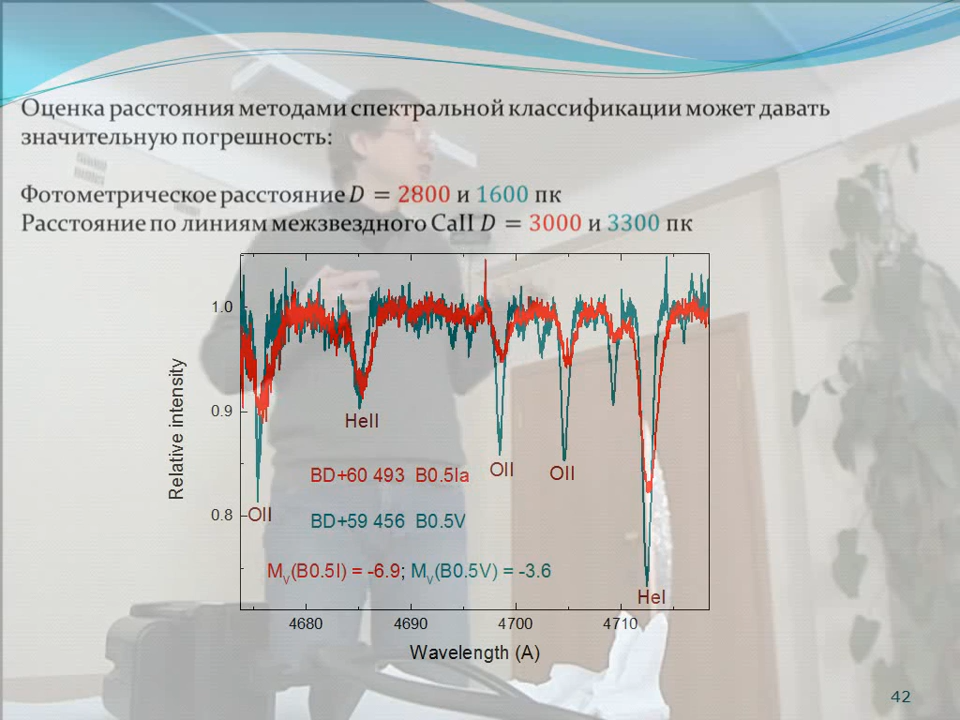 Оценка расстояния методами спектральной классификации может давать
значительную погрешность:
Фотометрическое расстояние D = 2800 и 1600 пк
Расстояние по линиям межзвездного CaII D = 3000 и 3300 пк
1.0
0.9
0.8
Relative intensity
HeII
OII
OII
OII
HeI
BD+60 493 B0.5Ia
BD+59 456 B0.5V
MV(B0.5I) = -6.9; MV(B0.5V) = -3.6
4680 4690 4700 4710
Wavelength (A)
42